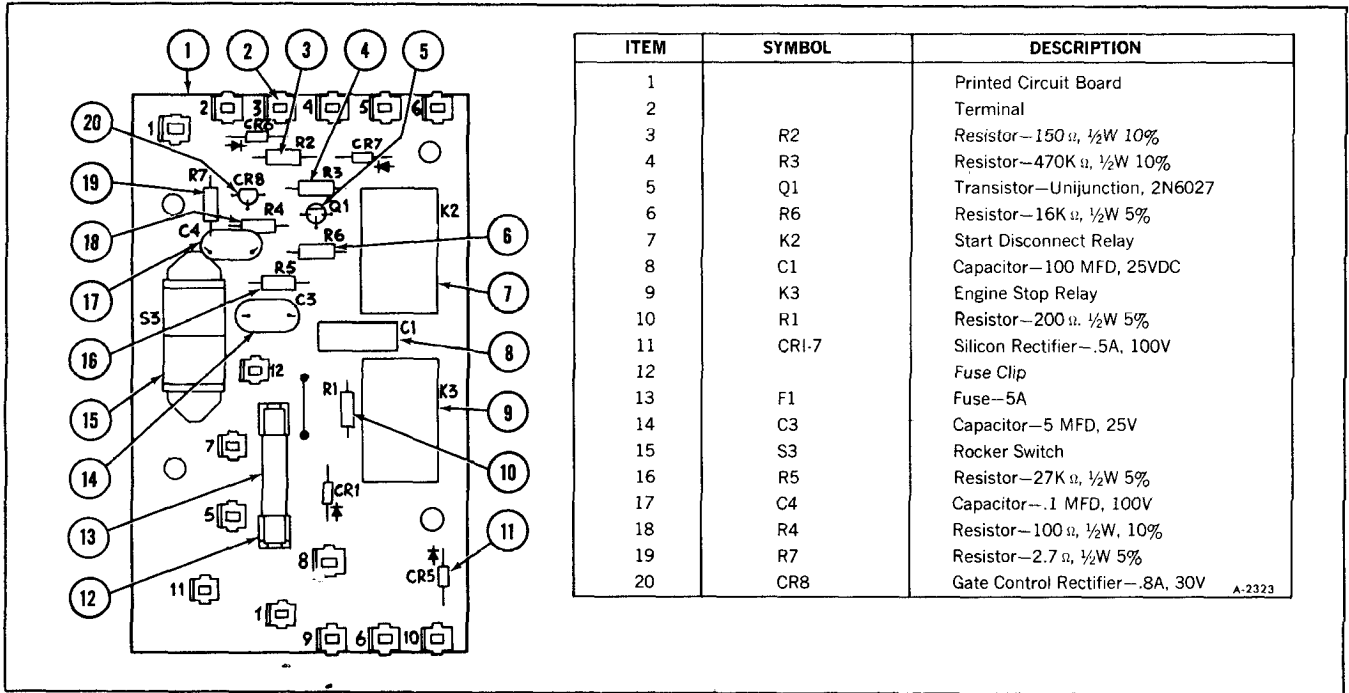 1 2 3 4 5
20
19
18
17
16
15
14
13
12
6
7
8
9
10
11
2 3 4 5 6
1
CR6
R2
CR7
R7 CR8 R3
Q1
K2
R4
C4
R6
R5
C3
S3
C1
12
R1
K3
7
CR1
5
8
CR5
11
1
9 6 10
ITEM SYMBOL DESCRIPTION
1 Printed Circuit Board
2 Terminal
3 R2 Resistor—150 Ω, ½W 10%
4 R3 Resistor—470K Ω, ½W 10%
5 Q1 Transistor—Unijunction, 2N6027
6 R6 Resistor—16K Ω, ½W 5%
7 K2 Start Disconnect Relay
8 C1 Capacitor—100 MFD, 25VDC
9 K3 Engine Stop Relay
10 R1 Resistor—200 Ω. ½W 5%
11 CRI-7 Silicon Rectifier—.5A, 100V
12 Fuse Clip
13 F1 Fuse—5A
14 C3 Capacitor—5 MFD, 25V
15 S3 Rocker Switch
16 R5 Resistor—27K Ω, ½W 5%
17 C4 Capacitor—.1 MFD, 100V
18 R4 Resistor—100 Ω, ½W, 10%
19 R7 Resistor—2.7 Ω, ½W 5%
20 CR8 Gate Control Rectifier—.8A, 30V
A-2323